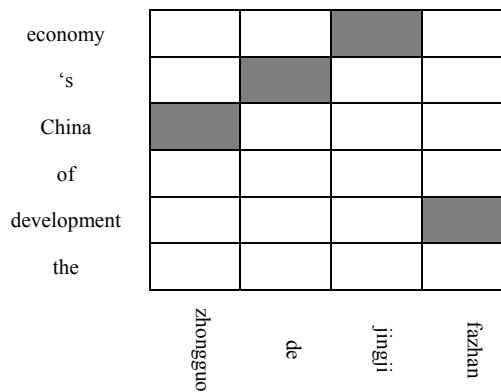 economy
‘s
China
of
development
the
zhongguo
de
jingji
fazhan